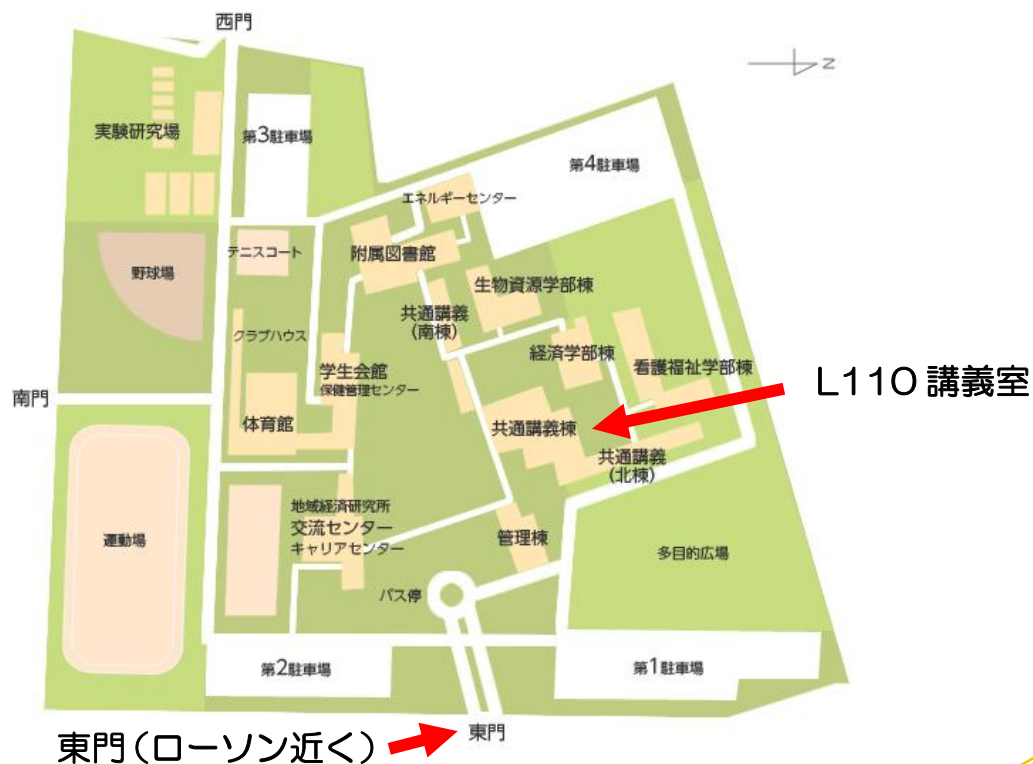 西門
N
実験研究場
第3駐車場
第4駐車場
エネルギーセンター
附属図書館
テニスコート
野球場
生物資源学部棟
共通講義
(南棟)
クラブハウス
経済学部棟
学生会館
保健管理センター
看護福祉学部棟
L110講義室
南門
体育館
共通講義棟
共通講義
(北棟)
地域経済研究所
交流センター
キャリアセンター
運動場
管理棟
多目的広場
バス停
第2駐車場
第1駐車場
東門
東門(ローソン近く)